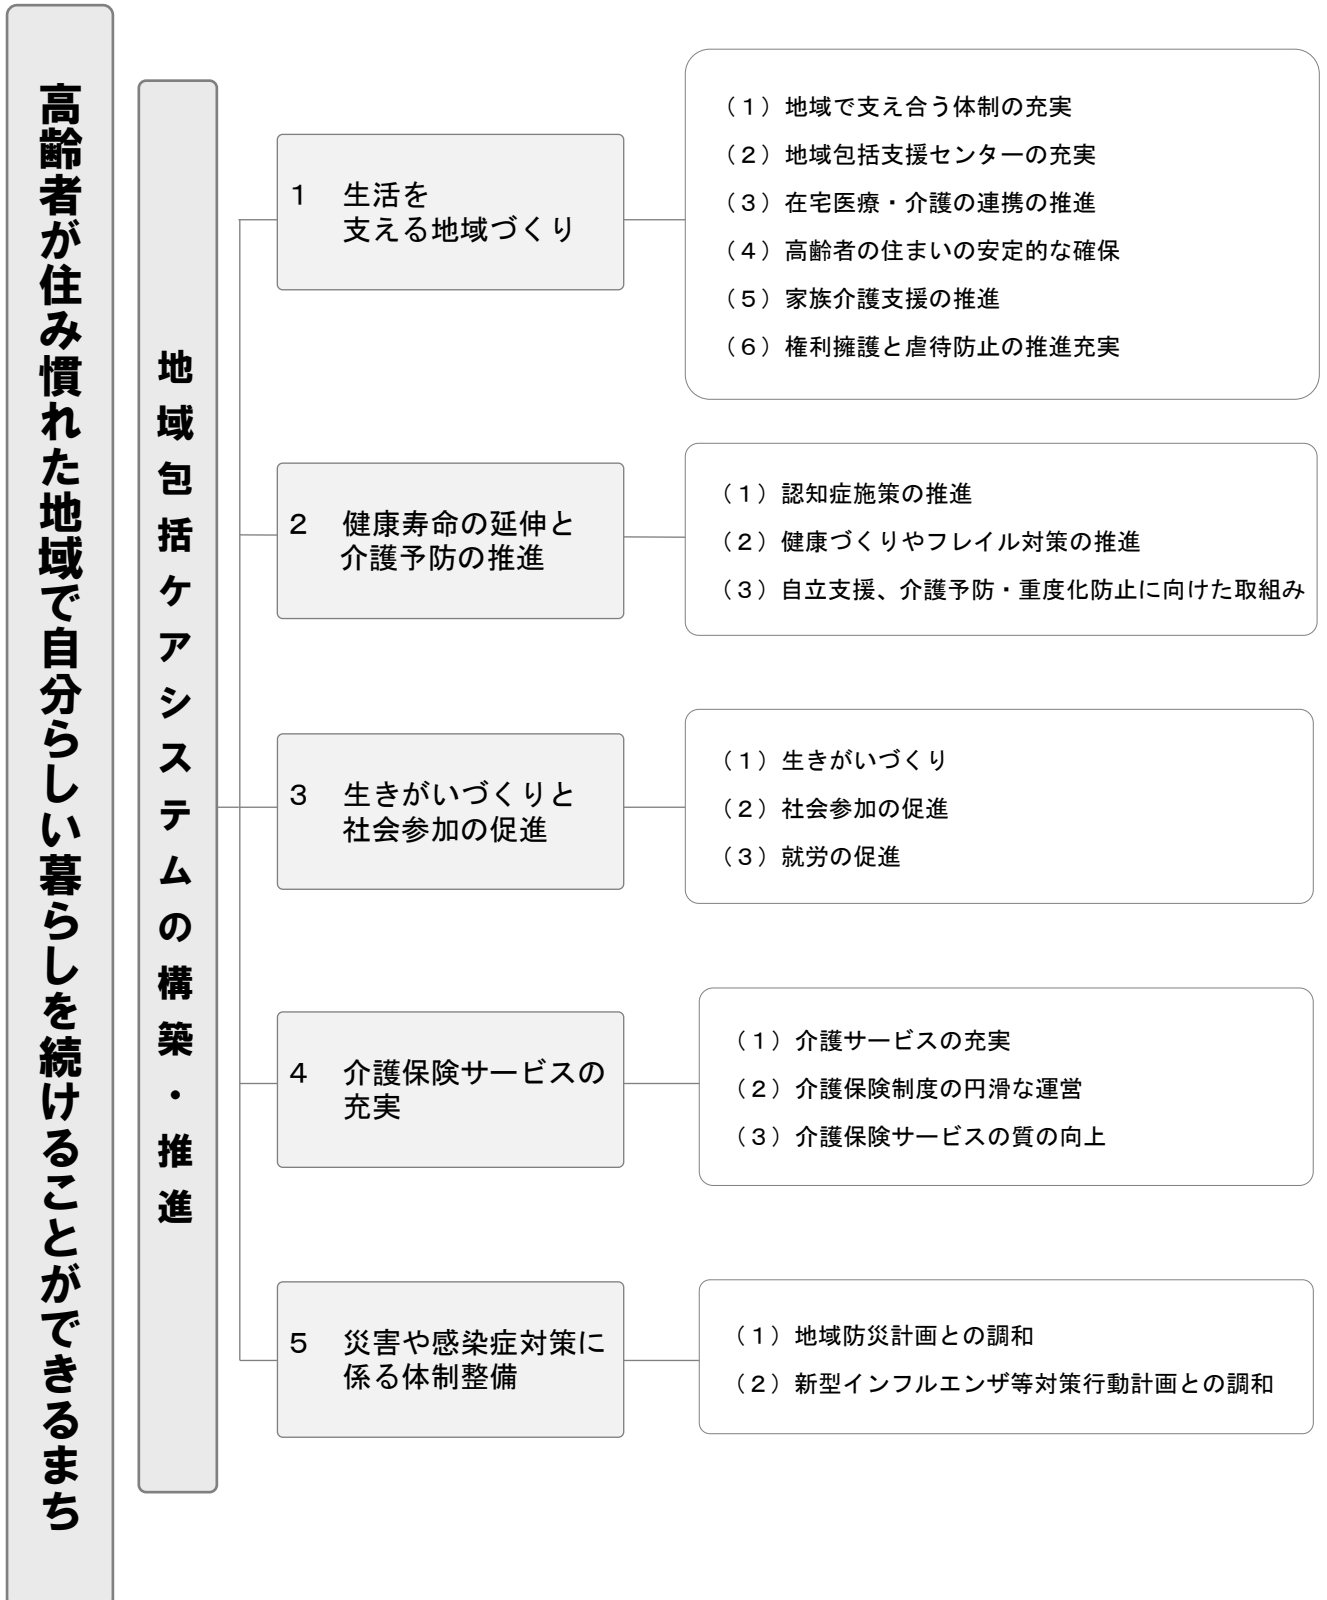 高齢者が住み慣れた地域で自分らしい暮らしを続けることができるまち
地域包括ケアシステムの構築・推進
1　生活を
支える地域づくり
（1）地域で支え合う体制の充実
（2）地域包括支援センターの充実
（3）在宅医療・介護の連携の推進
（4）高齢者の住まいの安定的な確保
（5）家族介護支援の推進
（6）権利擁護と虐待防止の推進充実
2　健康寿命の延伸と
介護予防の推進
（1）認知症施策の推進
（2）健康づくりやフレイル対策の推進
（3）自立支援、介護予防・重度化防止に向けた取組み
3　生きがいづくりと
社会参加の促進
（1）生きがいづくり
（2）社会参加の促進
（3）就労の促進
4　介護保険サービスの
充実
（1）介護サービスの充実
（2）介護保険制度の円滑な運営
（3）介護保険サービスの質の向上
5　災害や感染症対策に
係る体制整備
（1）地域防災計画との調和
（2）新型インフルエンザ等対策行動計画との調和